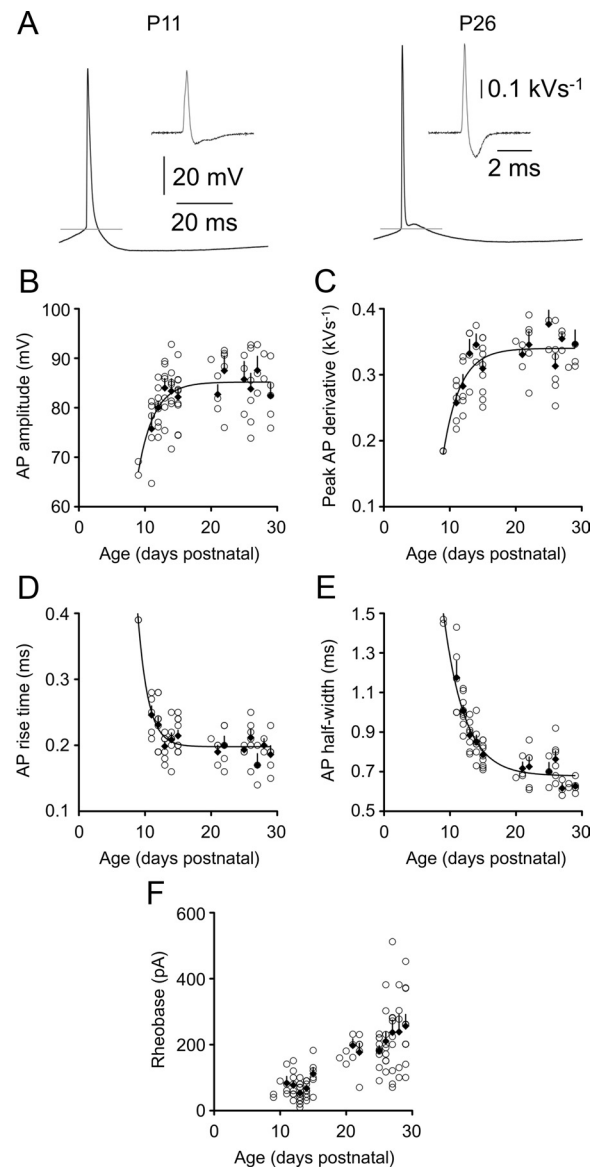 A
P11
P26
0.1 kVs-1
20 mV
20 ms
2 ms
B
C
100
90
80
70
60
AP amplitude (mV)
0
10
20
30
Age (days postnatal)
0.4
0.3
0.2
0.1
Peak AP derivative (kVs-1)
0
10
20
30
Age (days postnatal)
D
E
0.4
0.3
0.2
0.1
AP rise time (ms)
0
10
20
30
Age (days postnatal)
1.5
1.3
1.1
0.9
0.7
0.5
AP half-width (ms)
0
10
20
30
Age (days postnatal)
F
600
400
200
0
Rheobase (pA)
0
10
20
30
Age (days postnatal)